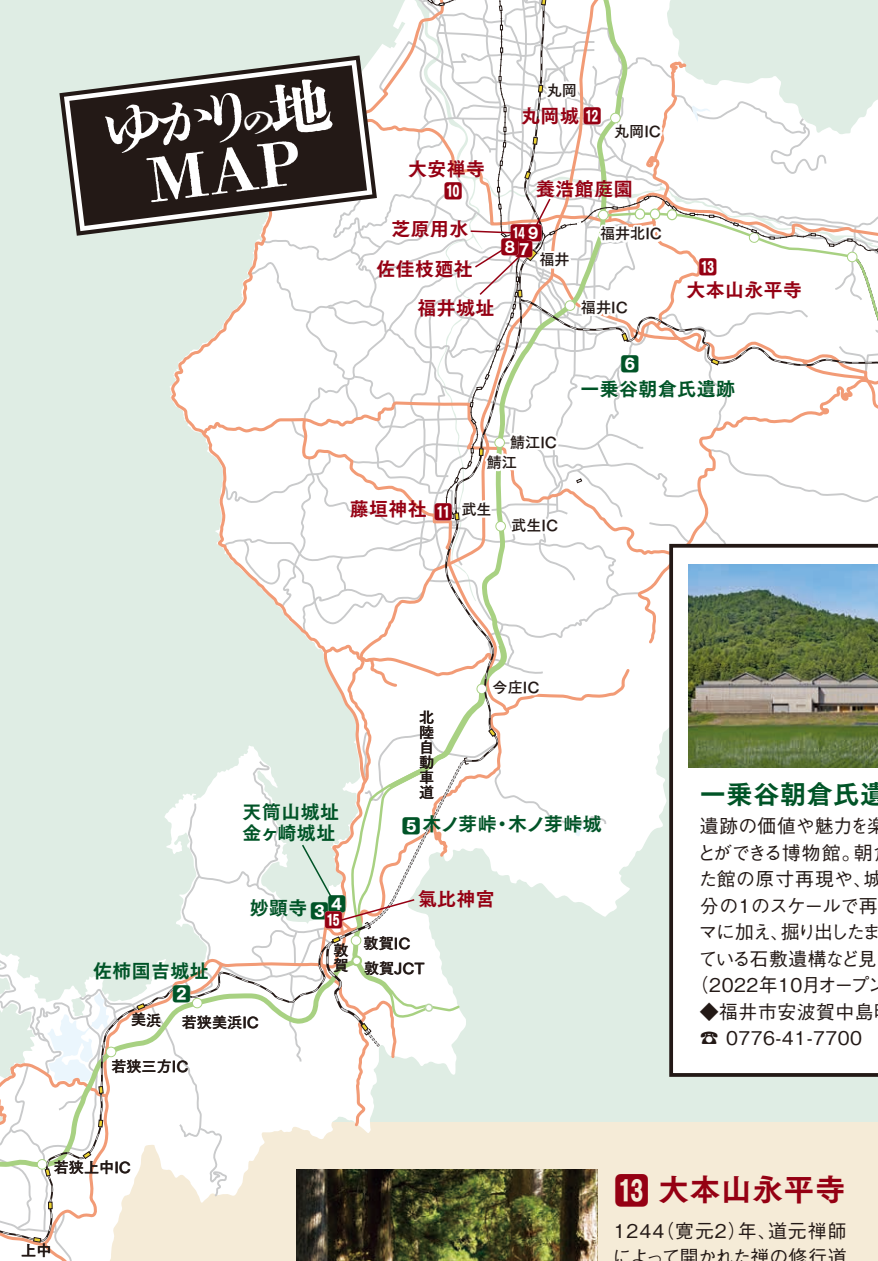 ゆかりの地
MAP
丸岡
丸岡城 12
丸岡IC
大安禅寺
10
養浩館庭園
芝原用水
14 9
8 7
福井北IC
福井
佐佳枝廼社
13
大本山永平寺
福井城址
福井IC
6
一乗谷朝倉氏遺跡
鯖江IC
鯖江
藤垣神社 11
武生
武生IC
今庄IC
北陸自動車道
天筒山城址
金ヶ崎城址
5 木ノ芽峠・木ノ芽峠城
妙顕寺 3
4
15
氣比神宮
敦賀
敦賀IC
敦賀JCT
佐柿国吉城址
2
美浜
若狭美浜IC
若狭三方IC
若狭上中IC
上中
一乗谷朝倉氏遺
遺跡の価値や魅力を楽
とができる博物館。朝倉
た館の原寸再現や、城
分の1のスケールで再
マに加え、掘り出したま
ている石敷遺構など見
(2022年10月オープン
◆福井市安波賀中島町
☎ 0776-41-7700
13 大本山永平寺
1244(寛元2)年、道元禅師
によって開かれた禅の修行道